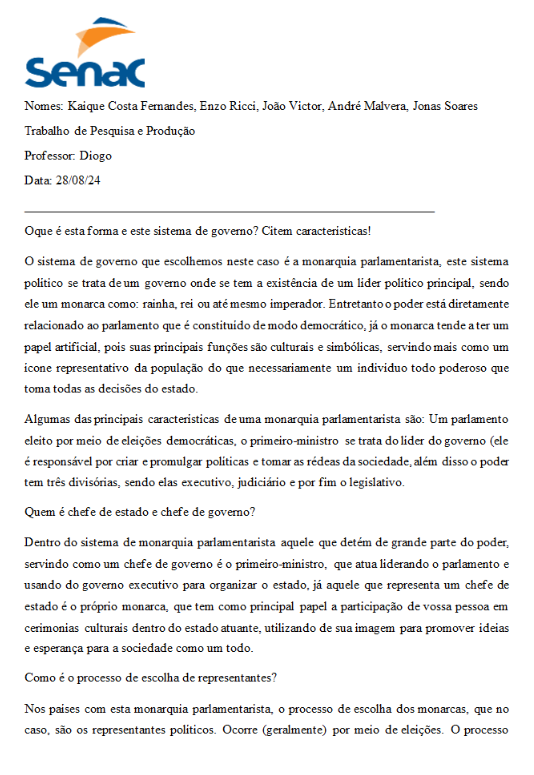 Senac
Nomes: Kaique Costa Fernandes, Enzo Ricci, João Victor, André Malvera, Jonas Soares
Trabalho de Pesquisa e Produção
Professor: Diogo
Data: 28/08/24
Oque é esta forma e este sistema de governo? Citem caracteristicas!
O sistema de governo que escolhemos neste caso é a monarquia parlamentarista, este sistema
politico se trata de um governo onde se tem a existência de um lider politico principal, sendo
ele um monarca como: rainha, rei ou até mesmo imperador. Entretanto o poder está diretamente
relacionado ao parlamento que é constituido de modo democrático, já o monarca tende a ter um
papel artificial, pois suas principais funções são culturais e simbólicas, servindo mais como um
icone representativo da população do que necessariamente um individuo todo poderoso que
toma todas as decisões do estado.
Algumas das principais caracteristicas de uma monarquia parlamentarista são: Um parlamento
eleito por meio de eleições democráticas, o primeiro-ministro se trata do lider do governo (ele
é responsável por criar e promulgar politicas e tomar as rédeas da sociedade, além disso o poder
tem três divisórias, sendo elas executivo, judiciário e por fim o legislativo.
Quem é chefe de estado e chefe de governo?
Dentro do sistema de monarquia parlamentarista aquele que detém de grande parte do poder,
servindo como um chefe de governo é o primeiro-ministro, que atua liderando o parlamento e
usando do governo executivo para organizar o estado, já aquele que representa um chefe de
estado é o próprio monarca, que tem como principal papel a participação de vossa pessoa em
cerimonias culturais dentro do estado atuante, utilizando de sua imagem para promover ideias
e esperança para a sociedade como um todo.
Como é o processo de escolha de representantes?
Nos paises com esta monarquia parlamentarista, o processo de escolha dos monarcas, que no
caso, são os representantes politicos. Ocorre (geralmente) por meio de eleições. O processo